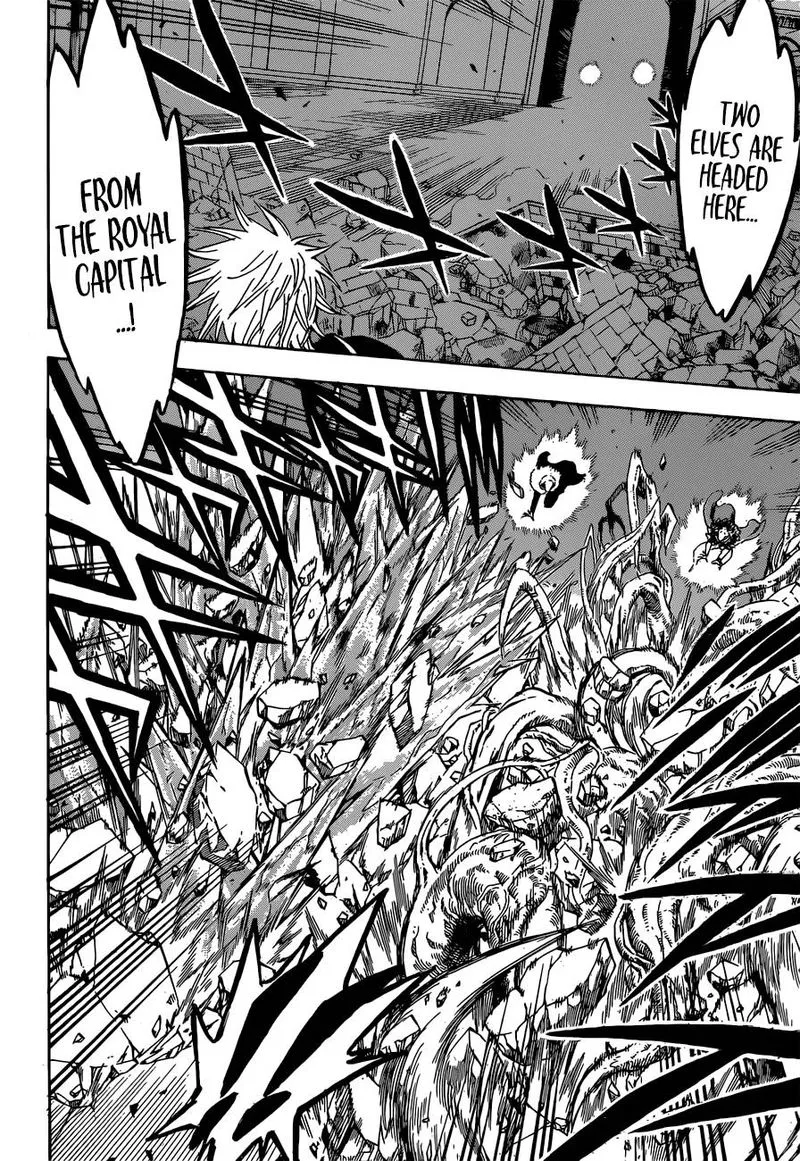 TWO
ELVES ARE
HEADED
HERE...
FROM
THE ROYAL
CAPITAL
....!